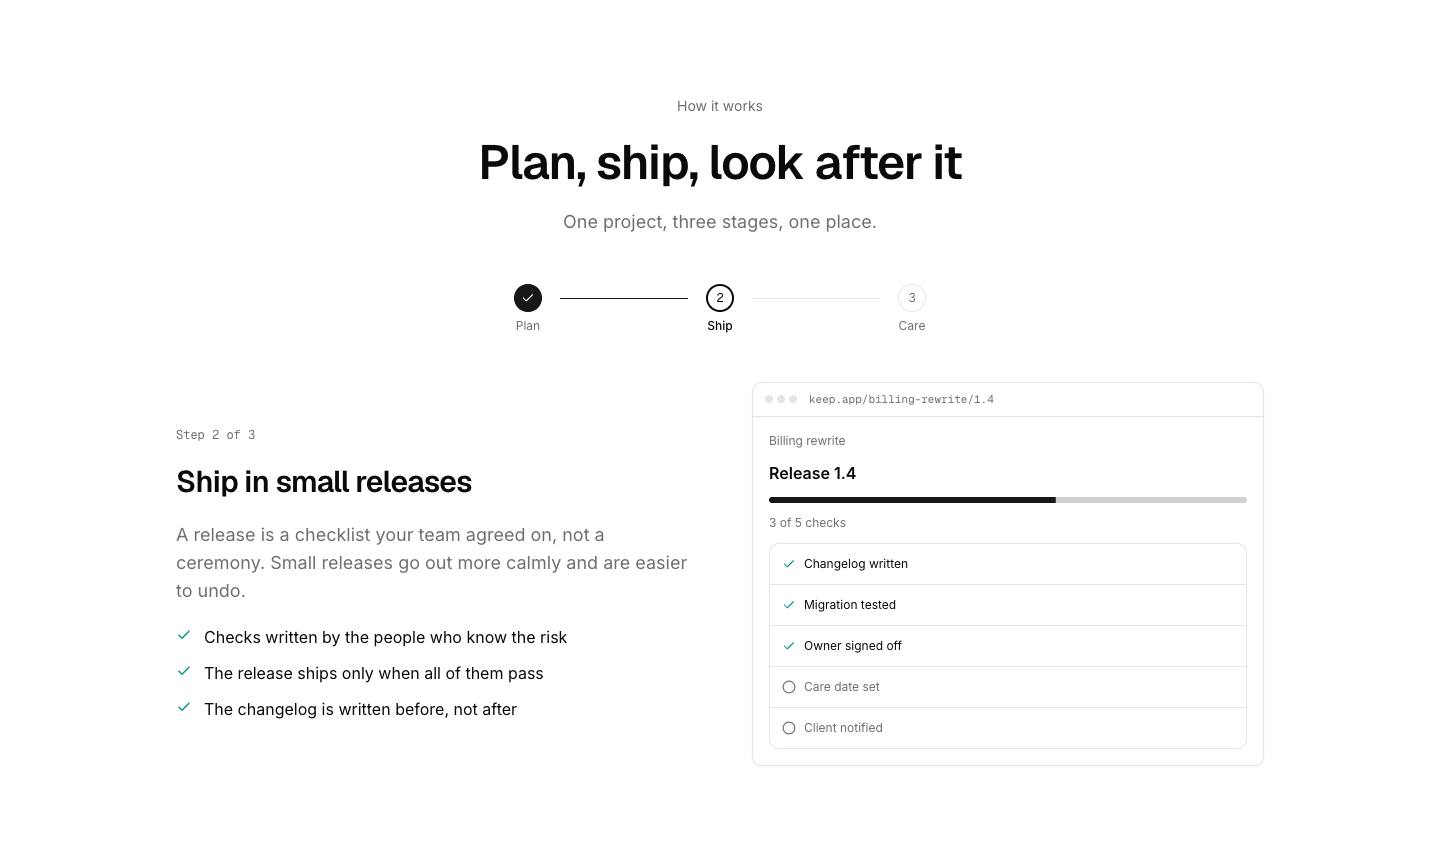 How it works
Plan, ship, look after it
One project, three stages, one place.
2
3
Plan
Ship
Care
Step 2 of 3
Ship in small releases
A release is a checklist your team agreed on, not a
ceremony. Small releases go out more calmly and are easier
to undo.
Checks written by the people who know the risk
The release ships only when all of them pass
The changelog is written before, not after
keep.app/billing-rewrite/1.4
Billing rewrite
Release 1.4
3 of 5 checks
Changelog written
Migration tested
Owner signed off
Care date set
Client notified